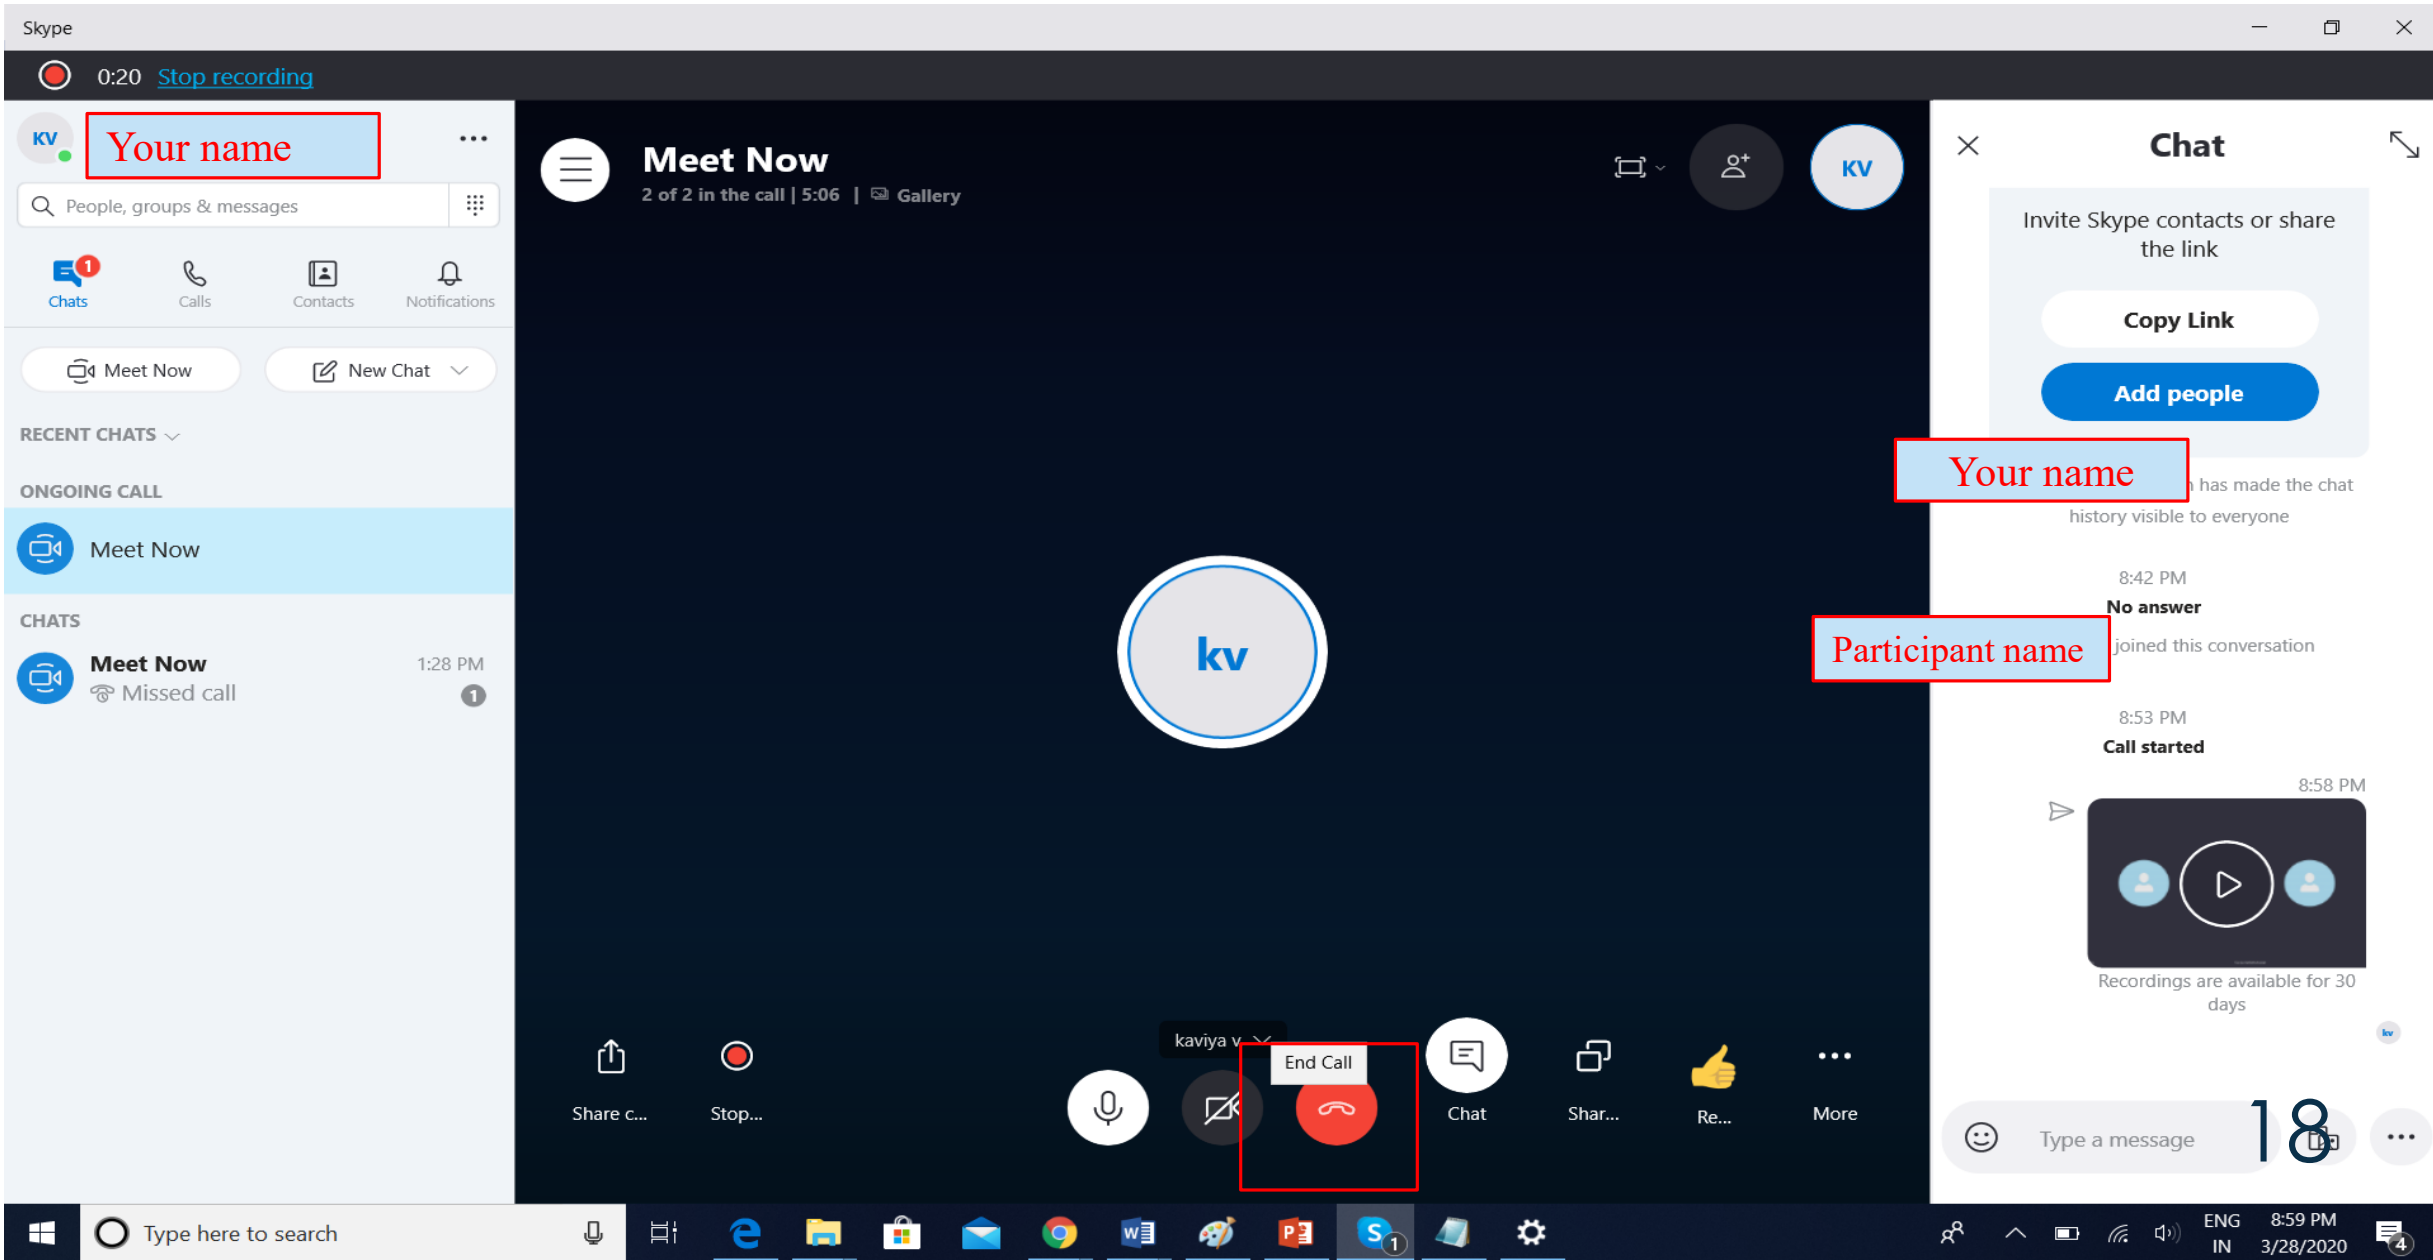 Skype
0:20 Stop recording
KV
Your name
People, groups & messages
1
Chats
Calls
Contacts
Notifications
Meet Now
New Chat
RECENT CHATS
ONGOING CALL
Meet Now
CHATS
Meet Now 1:28 PM
Missed call 1
Meet Now
2 of 2 in the call | 5:06 | Gallery
KV
kv
kaviya v
End Call
Share c...
Stop...
Chat
Shar...
Re...
More
Chat
Invite Skype contacts or share
the link
Copy Link
Add people
Your name has made the chat
history visible to everyone
8:42 PM
No answer
Participant name joined this conversation
8:53 PM
Call started
8:58 PM
Recordings are available for 30
days
kv
Type a message
18
Type here to search
W
P
S 1
ENG
IN
8:59 PM
3/28/2020
4